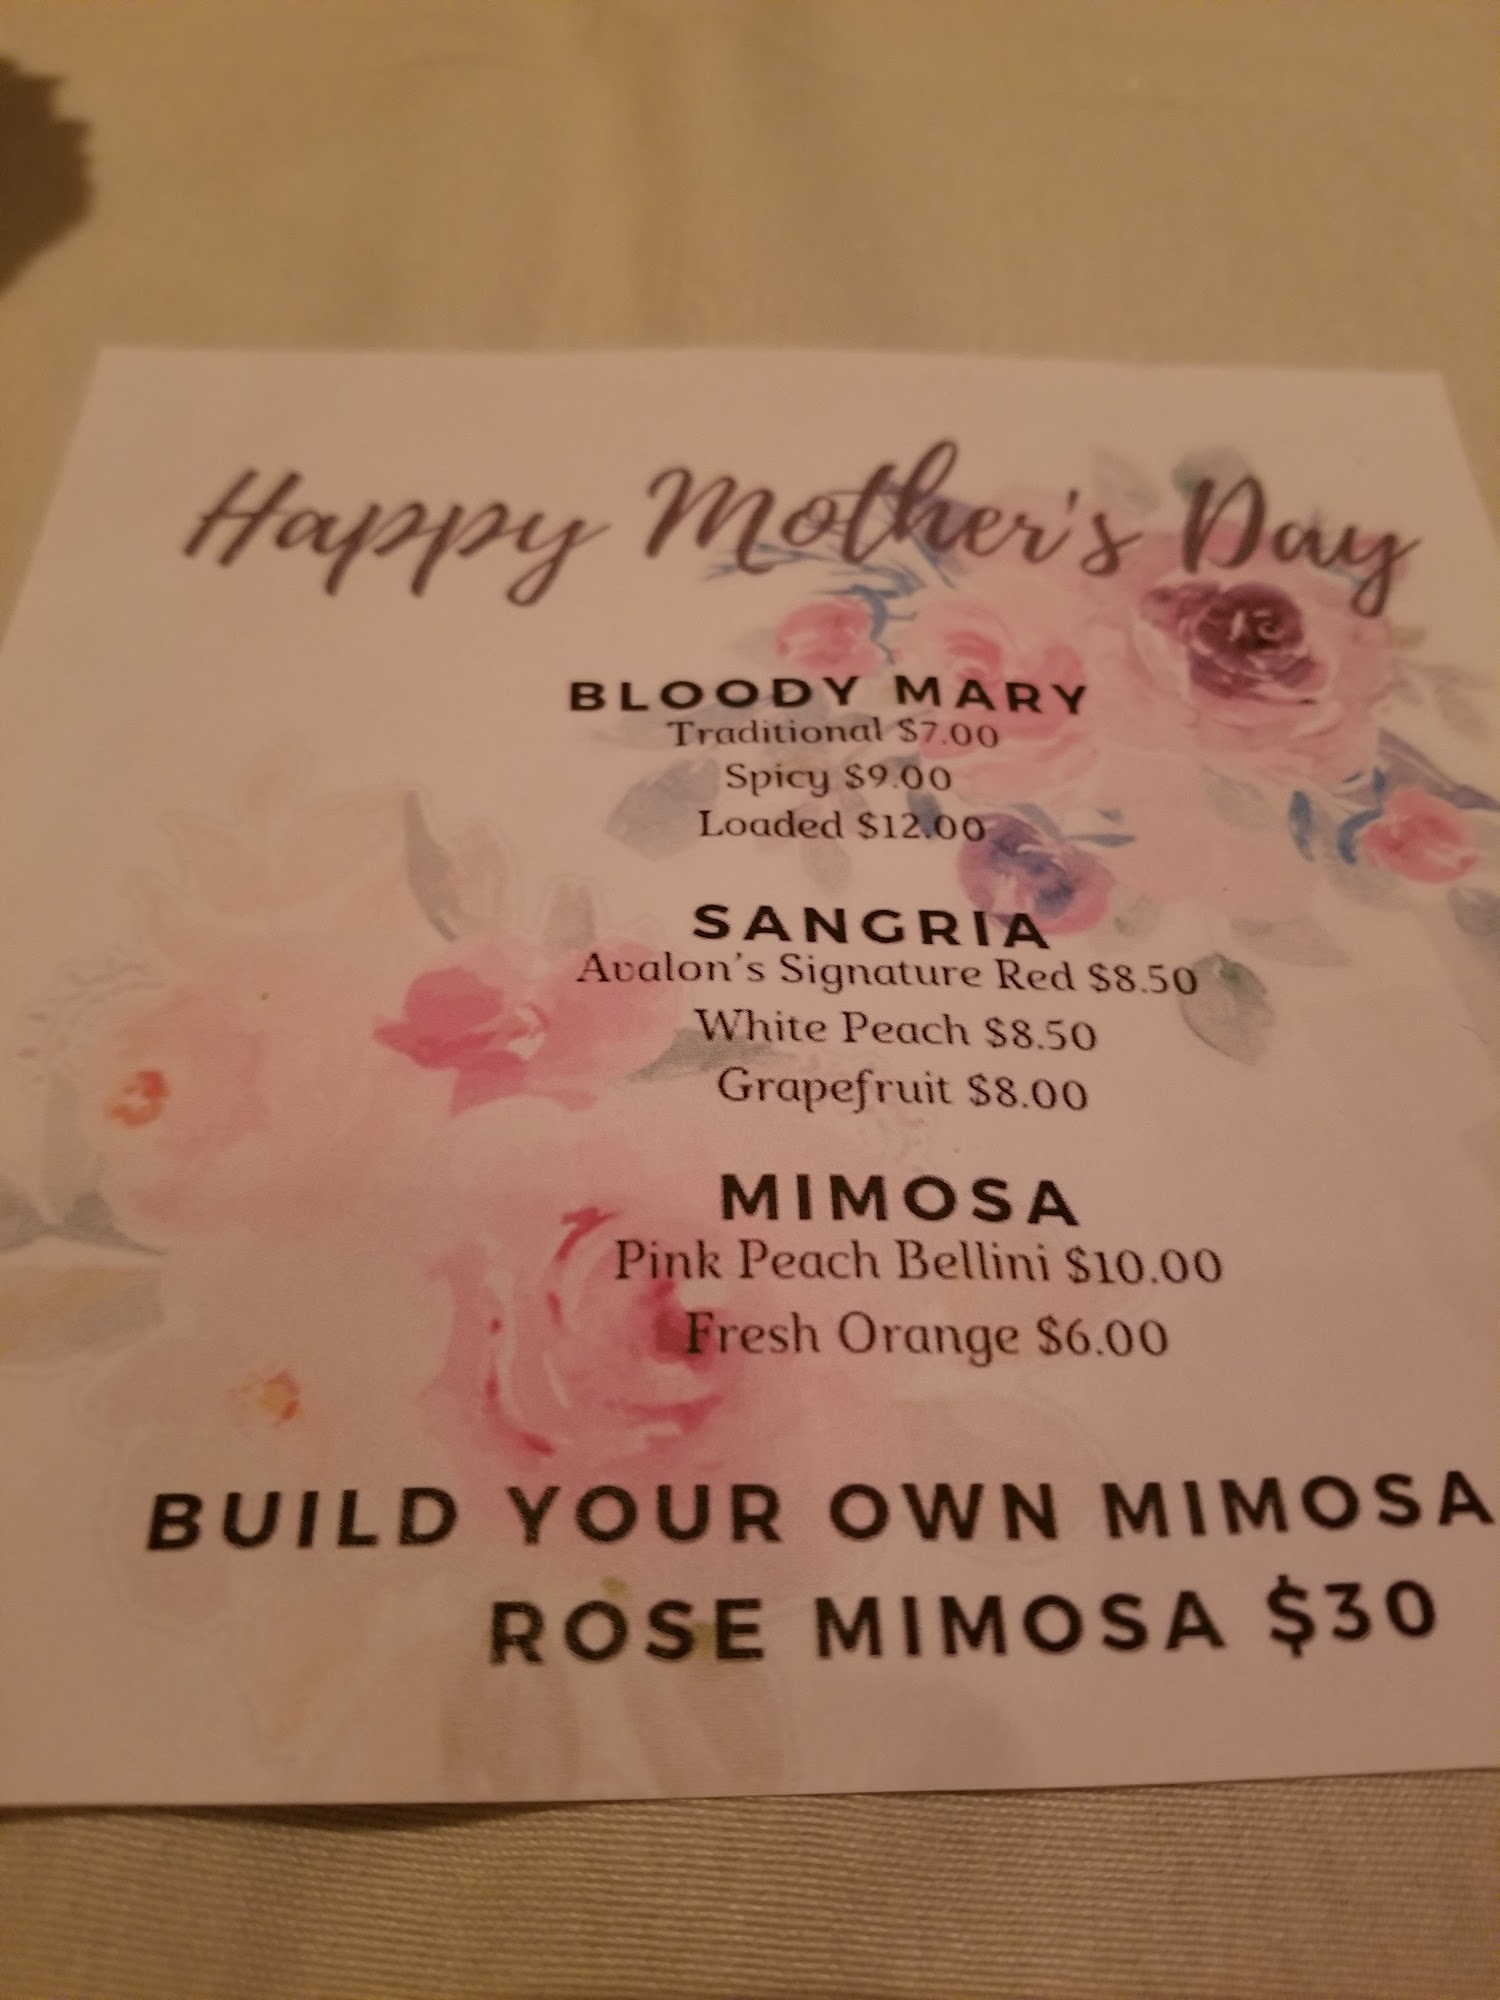 Happy Mother's Day
BLOODY MARY
Traditional $7.00
Spicy $9.00
Loaded $12.00
SANGRIA
Avalon's Signature Red $8.50
White Peach $8.50
Grapefruit $8.00
MIMOSA
Pink Peach Bellini $10.00
Fresh Orange $6.00
BUILD YOUR OWN MIMOSA
ROSE MIMOSA $30